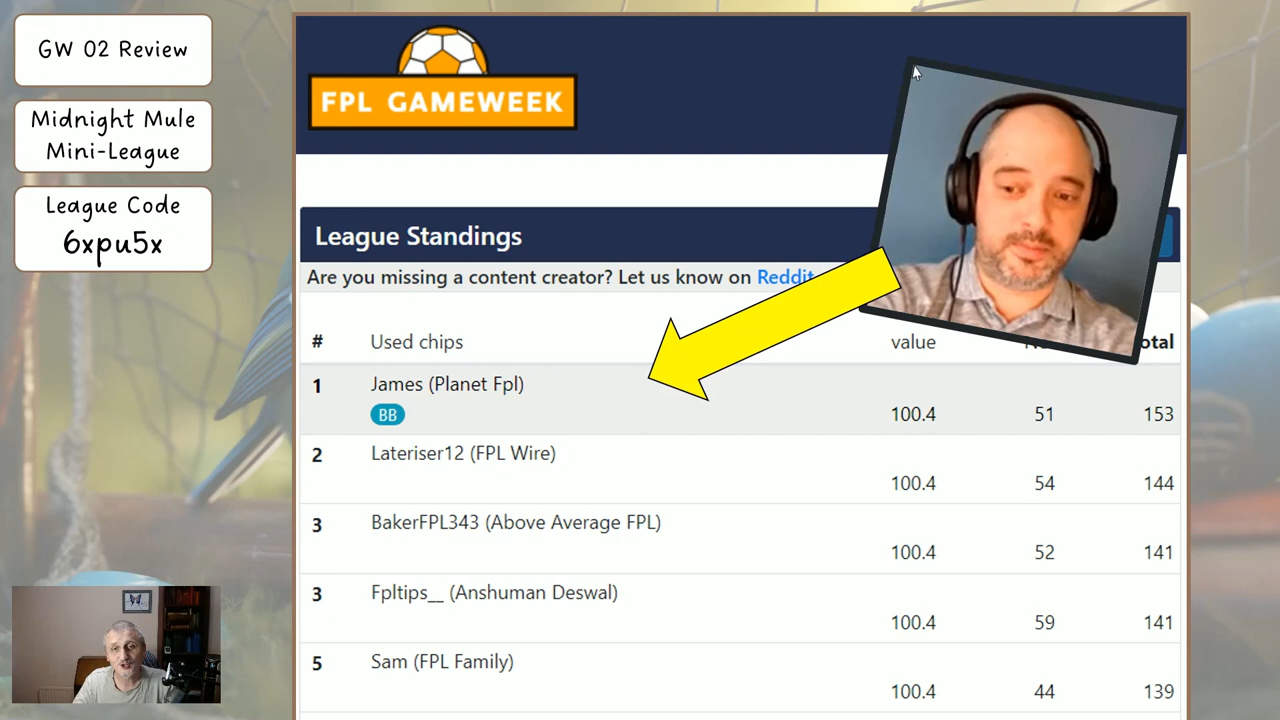 GW 02 Review
Midnight Mule
Mini-League
League Code
6xpu5x
FPL GAMEWEEK
League Standings
Are you missing a content creator? Let us know on Reddit
# Used chips value otal
1 James (Planet Fpl)
BB 100.4 51 153
2 Lateriser12 (FPL Wire)
100.4 54 144
3 BakerFPL343 (Above Average FPL)
100.4 52 141
3 Fpltips__ (Anshuman Deswal)
100.4 59 141
5 Sam (FPL Family)
100.4 44 139